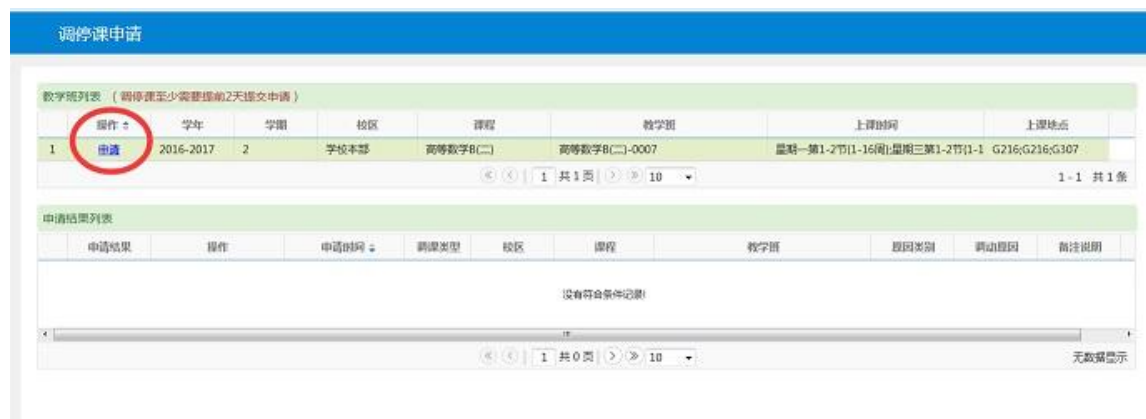 调停课申请
教学班列表 （调停课至少需要提前2天提交申请）
操作 学年 学期 校区 课程 教学班 上课时间 上课地点
1 申请 2016-2017 2 学校本部 高等数学B(二) 高等数学B(二)-0007 星期一第1-2节{1-16周};星期三第1-2节{1-1 G216;G216;G307
1 共1页 10 1-1 共1条
申请结果列表
申请结果 操作 申请时间 调课类型 校区 课程 教学班 原因类别 调动原因 备注说明
没有符合条件记录!
1 共0页 10 无数据显示